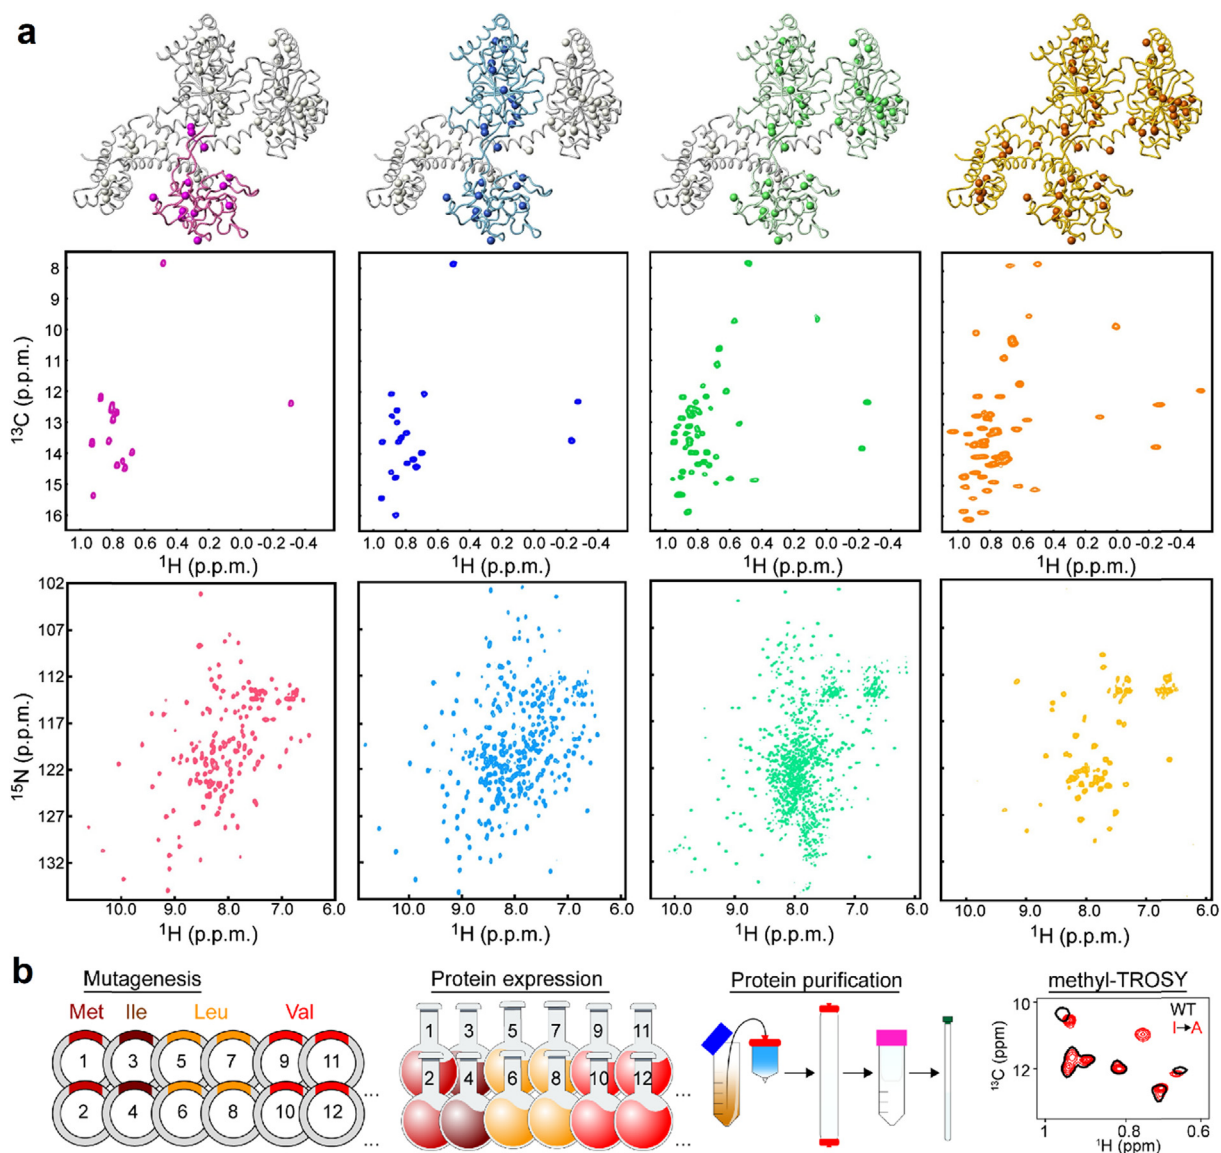 a
8
9
10
11
12
13
14
15
16
¹³C (p.p.m.)
1.0 0.8 0.6 0.4 0.2 0.0 -0.2 -0.4
1.0 0.8 0.6 0.4 0.2 0.0 -0.2 -0.4
1.0 0.8 0.6 0.4 0.2 0.0 -0.2 -0.4
1.0 0.8 0.6 0.4 0.2 0.0 -0.2 -0.4
¹H (p.p.m.) ¹H (p.p.m.) ¹H (p.p.m.) ¹H (p.p.m.)
102
107
112
117
122
127
132
¹⁵N (p.p.m.)
10.0 9.0 8.0 7.0 6.0
10.0 9.0 8.0 7.0 6.0
10.0 9.0 8.0 7.0 6.0
10.0 9.0 8.0 7.0 6.0
¹H (p.p.m.) ¹H (p.p.m.) ¹H (p.p.m.) ¹H (p.p.m.)
b
Mutagenesis
Met Ile Leu Val
1 3 5 7 9 11
2 4 6 8 10 12 ...
...
Protein expression
1 3 5 7 9 11
2 4 6 8 10 12 ...
...
Protein purification
methyl-TROSY
WT
I→A
10
12
¹³C (ppm)
1 0.8 0.6
¹H (ppm)